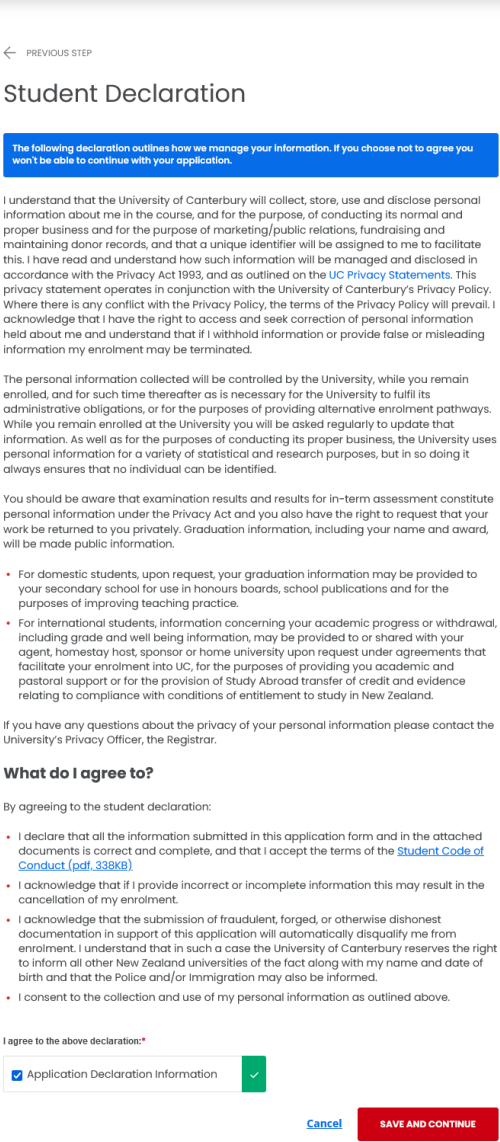 PREVIOUS STEP
Student Declaration
The following declaration outlines how we manage your information. If you choose not to agree you
won't be able to continue with your application.
I understand that the University of Canterbury will collect, store, use and disclose personal
information about me in the course, and for the purpose, of conducting its normal and
proper business and for the purpose of marketing/public relations, fundraising and
maintaining donor records, and that a unique identifier will be assigned to me to facilitate
this. I have read and understand how such information will be managed and disclosed in
accordance with the Privacy Act 1993, and as outlined on the UC Privacy Statements. This
privacy statement operates in conjunction with the University of Canterbury's Privacy Policy.
Where there is any conflict with the Privacy Policy, the terms of the Privacy Policy will prevail. I
acknowledge that I have the right to access and seek correction of personal information
held about me and understand that if I withhold information or provide false or misleading
information my enrolment may be terminated.
The personal information collected will be controlled by the University, while you remain
enrolled, and for such time thereafter as is necessary for the University to fulfil its
administrative obligations, or for the purposes of providing alternative enrolment pathways.
While you remain enrolled at the University you will be asked regularly to update that
information. As well as for the purposes of conducting its proper business, the University uses
personal information for a variety of statistical and research purposes, but in so doing it
always ensures that no individual can be identified.
You should be aware that examination results and results for in-term assessment constitute
personal information under the Privacy Act and you also have the right to request that your
work be returned to you privately. Graduation information, including your name and award,
will be made public information.
• For domestic students, upon request, your graduation information may be provided to
your secondary school for use in honours boards, school publications and for the
purposes of improving teaching practice.
• For international students, information concerning your academic progress or withdrawal,
including grade and well being information, may be provided to or shared with your
agent, homestay host, sponsor or home university upon request under agreements that
facilitate your enrolment into UC, for the purposes of providing you academic and
pastoral support or for the provision of Study Abroad transfer of credit and evidence
relating to compliance with conditions of entitlement to study in New Zealand.
If you have any questions about the privacy of your personal information please contact the
University's Privacy Officer, the Registrar.
What do I agree to?
By agreeing to the student declaration:
• I declare that all the information submitted in this application form and in the attached
documents is correct and complete, and that I accept the terms of the Student Code of
Conduct (pdf, 338KB)
• I acknowledge that if I provide incorrect or incomplete information this may result in the
cancellation of my enrolment.
• I acknowledge that the submission of fraudulent, forged, or otherwise dishonest
documentation in support of this application will automatically disqualify me from
enrolment. I understand that in such a case the University of Canterbury reserves the right
to inform all other New Zealand universities of the fact along with my name and date of
birth and that the Police and/or Immigration may also be informed.
• I consent to the collection and use of my personal information as outlined above.
I agree to the above declaration:*
Application Declaration Information
Cancel
SAVE AND CONTINUE